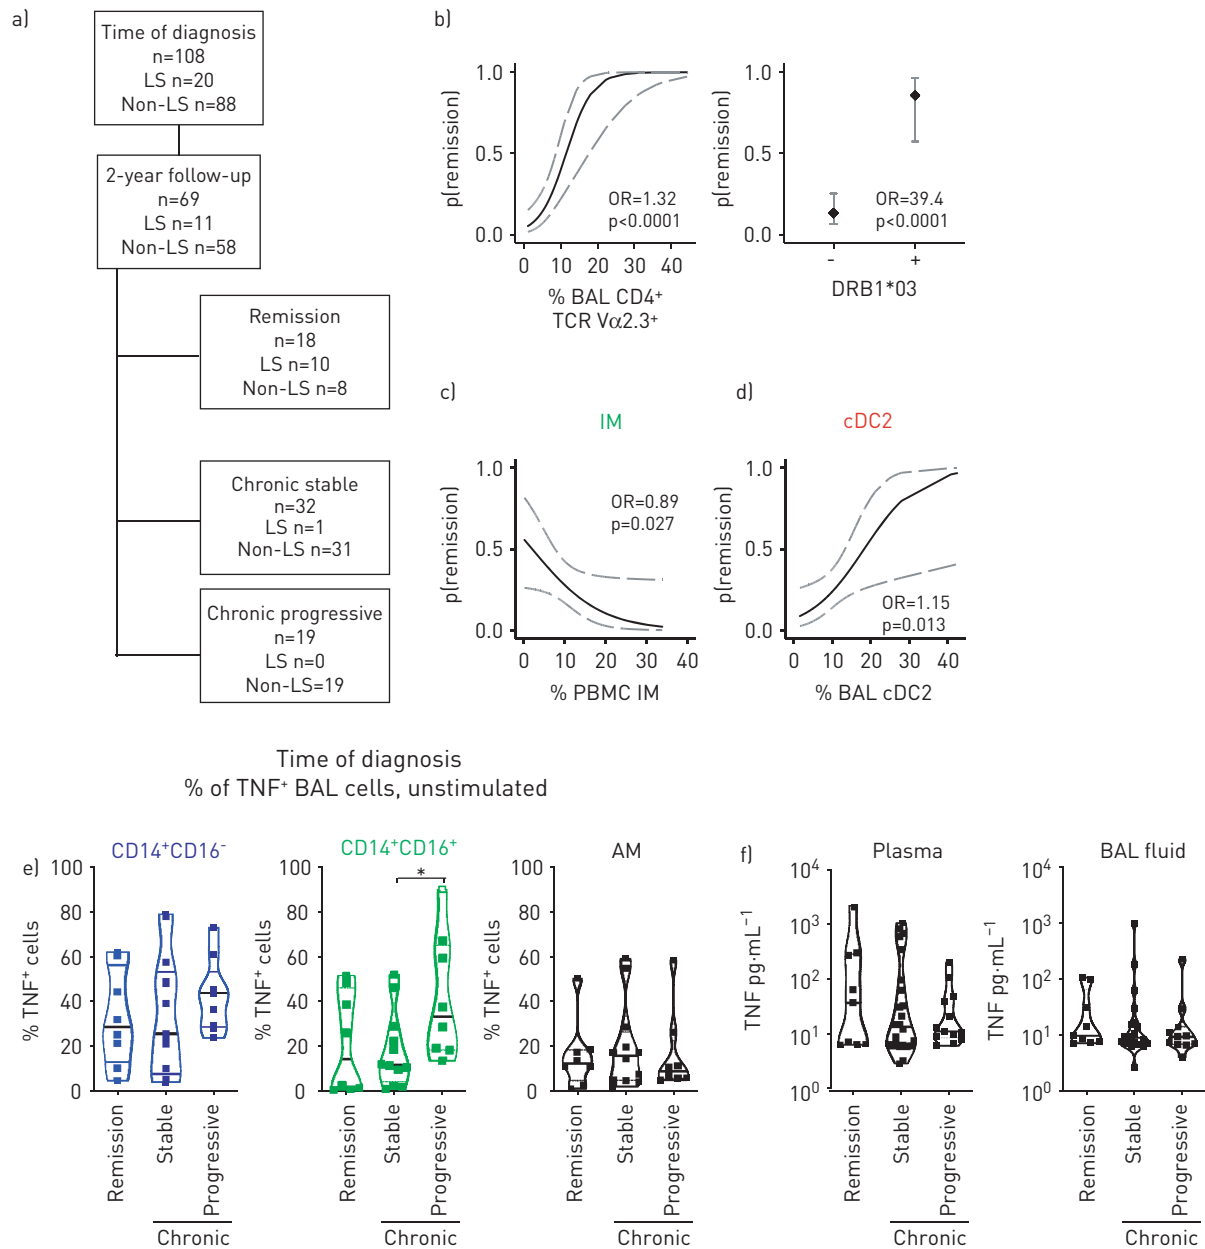 a)
Time of diagnosis
n=108
LS n=20
Non-LS n=88
2-year follow-up
n=69
LS n=11
Non-LS n=58
Remission
n=18
LS n=10
Non-LS n=8
Chronic stable
n=32
LS n=1
Non-LS n=31
Chronic progressive
n=19
LS n=0
Non-LS=19
b)
p(remission)
1.0
0.5
0.0
OR=1.32
p<0.0001
0 10 20 30 40
% BAL CD4⁺
TCR Vα2.3⁺
p(remission)
1.0
0.5
0.0
OR=39.4
p<0.0001
- +
DRB1*03
c)
IM
p(remission)
1.0
0.5
0.0
OR=0.89
p=0.027
0 10 20 30 40
% PBMC IM
d)
cDC2
p(remission)
1.0
0.5
0.0
OR=1.15
p=0.013
0 10 20 30 40
% BAL cDC2
Time of diagnosis
% of TNF⁺ BAL cells, unstimulated
e)
CD14⁺CD16⁻
% TNF⁺ cells
100
80
60
40
20
0
Remission
Stable
Progressive
Chronic
CD14⁺CD16⁺
% TNF⁺ cells
100
80
60
40
20
0
*
Remission
Stable
Progressive
Chronic
AM
% TNF⁺ cells
100
80
60
40
20
0
Remission
Stable
Progressive
Chronic
f)
Plasma
TNF pg·mL⁻¹
10⁴
10³
10²
10¹
10⁰
Remission
Stable
Progressive
Chronic
BAL fluid
TNF pg·mL⁻¹
10⁴
10³
10²
10¹
10⁰
Remission
Stable
Progressive
Chronic